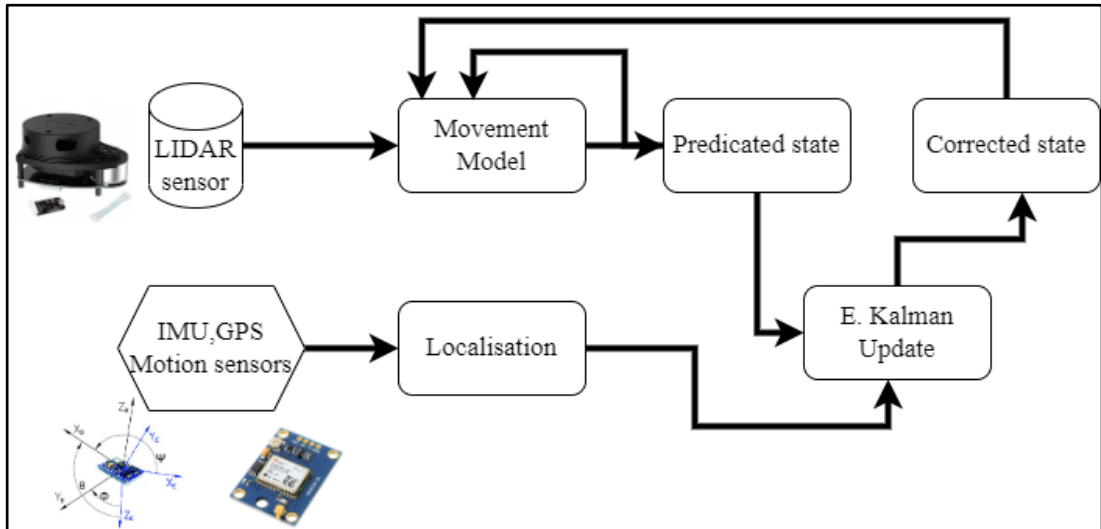 LIDAR
sensor
Movement
Model
Predicated state
Corrected state
IMU,GPS
Motion sensors
Localisation
E. Kalman
Update